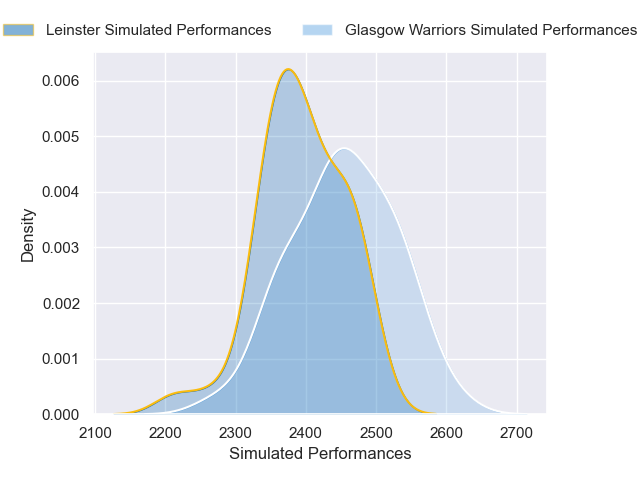 Leinster Simulated Performances Glasgow Warriors Simulated Performances
0.006
0.005
0.004
0.003
0.002
0.001
0.000
Density
2100 2200 2300 2400 2500 2600 2700
Simulated Performances